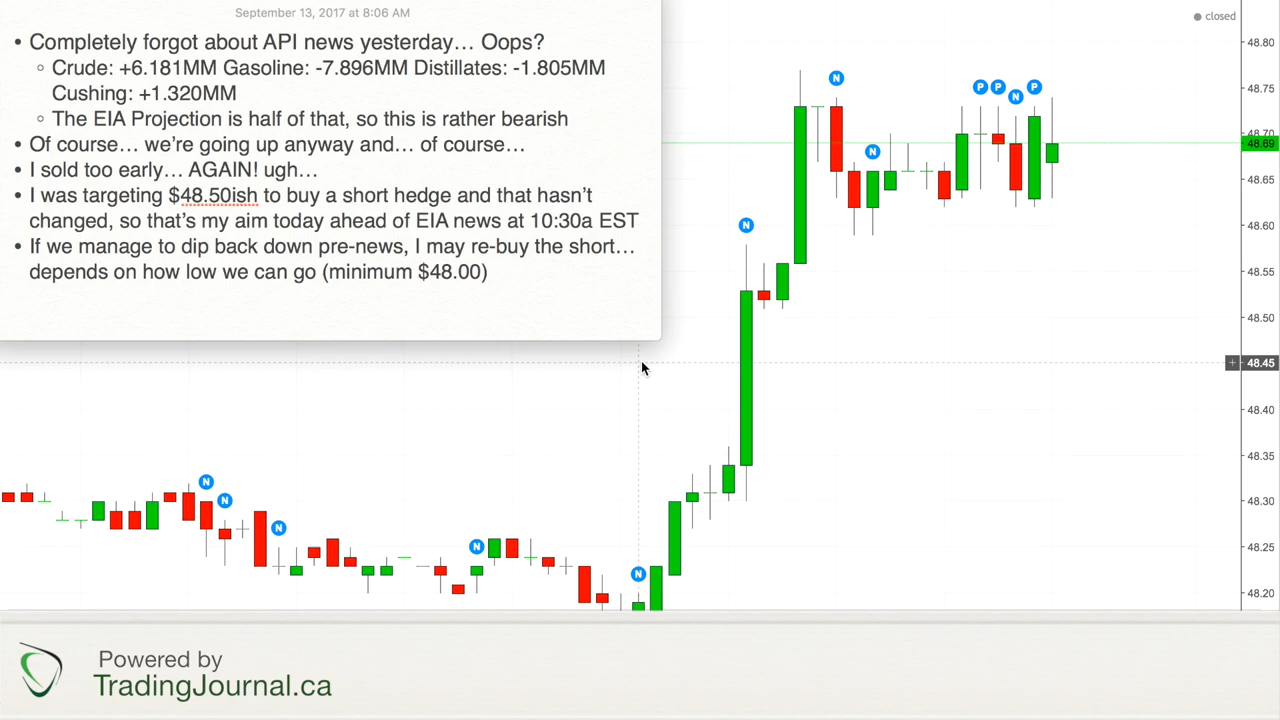 September 13, 2017 at 8:06 AM
• Completely forgot about API news yesterday… Oops?
◦ Crude: +6.181MM Gasoline: -7.896MM Distillates: -1.805MM
Cushing: +1.320MM
◦ The EIA Projection is half of that, so this is rather bearish
• Of course… we’re going up anyway and… of course…
• I sold too early… AGAIN! ugh…
• I was targeting $48.50ish to buy a short hedge and that hasn’t
changed, so that’s my aim today ahead of EIA news at 10:30a EST
• If we manage to dip back down pre-news, I may re-buy the short…
depends on how low we can go (minimum $48.00)
closed
48.80
48.75
48.70
48.69
48.65
48.60
48.55
48.50
+ 48.45
48.40
48.35
48.30
48.25
48.20
N
N
N
N
N
N
N
N
P
P
N
P
Powered by
TradingJournal.ca